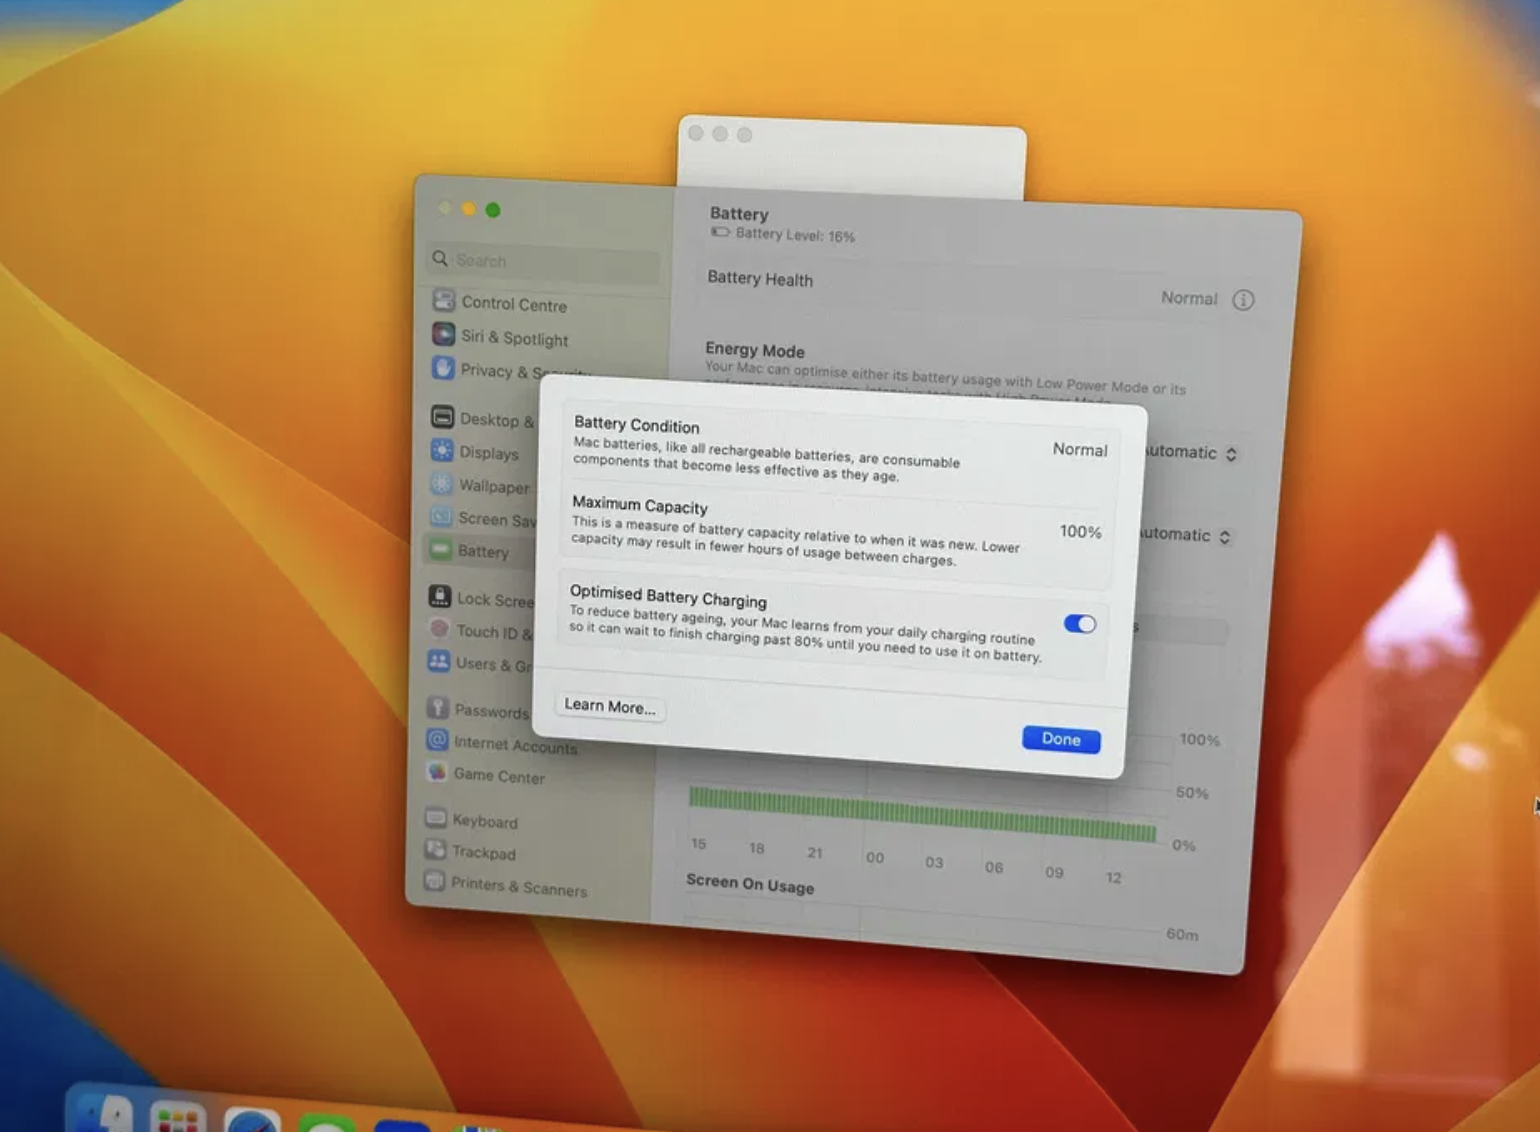 Battery
Battery Level: 16%
Search
Battery Health
Normal
Control Centre
Siri & Spotlight
Privacy & Security
Energy Mode
Your Mac can optimise either its battery usage with Low Power Mode or its
Desktop &
Displays
Wallpaper
Screen Sav
Battery
Lock Scree
Touch ID &
Users & Gr
Passwords
Internet Accounts
Game Center
Keyboard
Trackpad
Printers & Scanners
Battery Condition
Normal
Mac batteries, like all rechargeable batteries, are consumable
components that become less effective as they age.
Maximum Capacity
100%
This is a measure of battery capacity relative to when it was new. Lower
capacity may result in fewer hours of usage between charges.
Optimised Battery Charging
To reduce battery ageing, your Mac learns from your daily charging routine
so it can wait to finish charging past 80% until you need to use it on battery.
Learn More...
Done
utomatic
utomatic
s
100%
50%
0%
15 18 21 00 03 06 09 12
Screen On Usage
60m